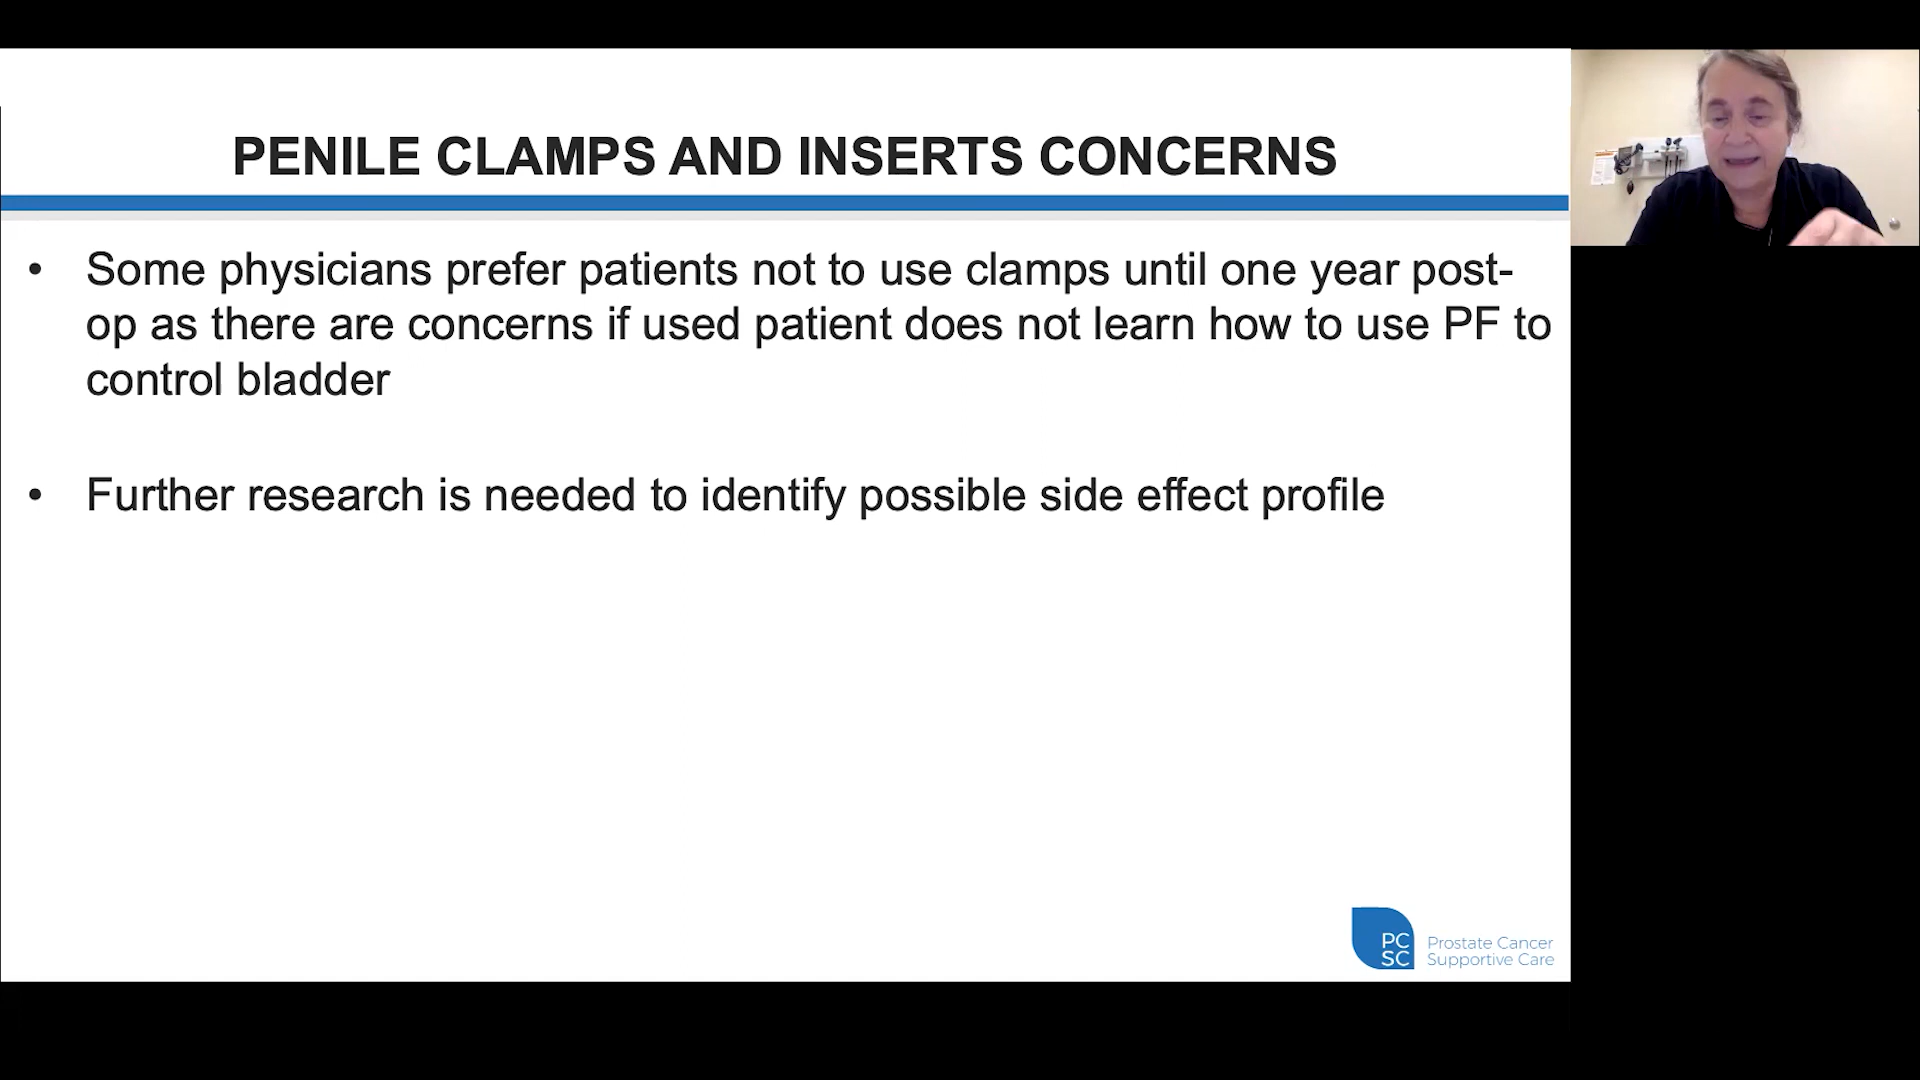 PENILE CLAMPS AND INSERTS CONCERNS
• Some physicians prefer patients not to use clamps until one year post-
op as there are concerns if used patient does not learn how to use PF to
control bladder
• Further research is needed to identify possible side effect profile
PC
SC
Prostate Cancer
Supportive Care